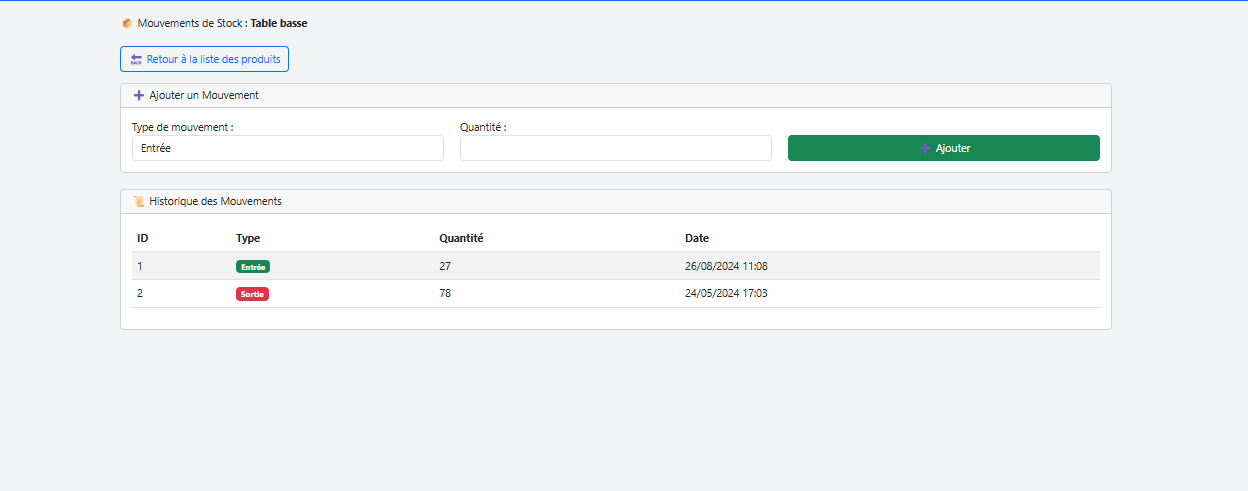 Mouvements de Stock : Table basse
BACK Retour à la liste des produits
Ajouter un Mouvement
Type de mouvement : Quantité :
Entrée Ajouter
Historique des Mouvements
ID Type Quantité Date
1 Entrée 27 26/08/2024 11:08
2 Sortie 78 24/05/2024 17:03